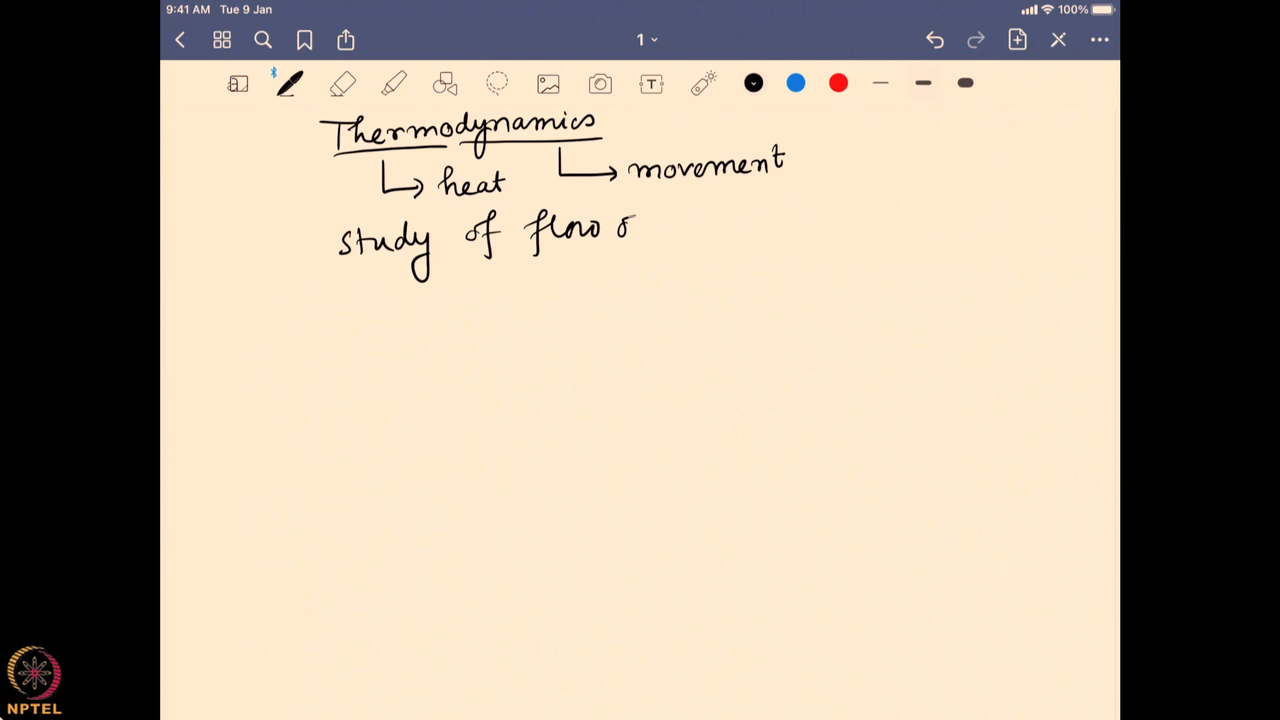 9:41 AM Tue 9 Jan 100%
1
T
Thermodynamics
heat movement
study of flow o
NPTEL